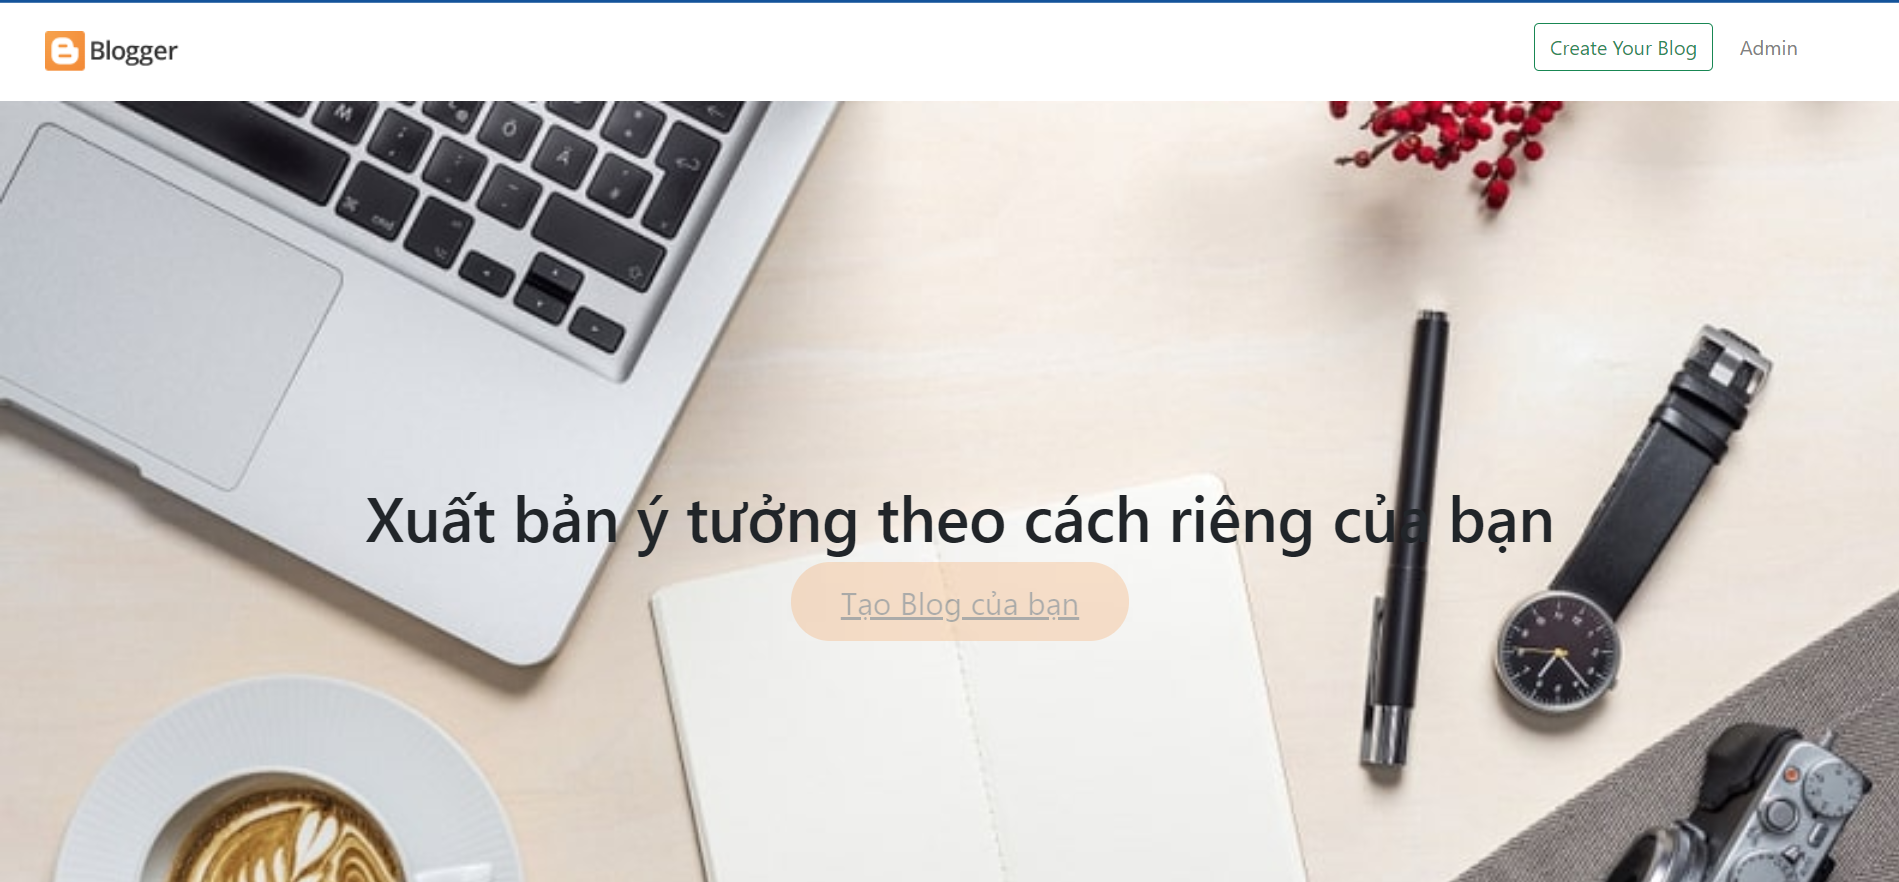 Blogger
Create Your Blog
Admin
Xuất bản ý tưởng theo cách riêng của bạn
Tạo Blog của bạn